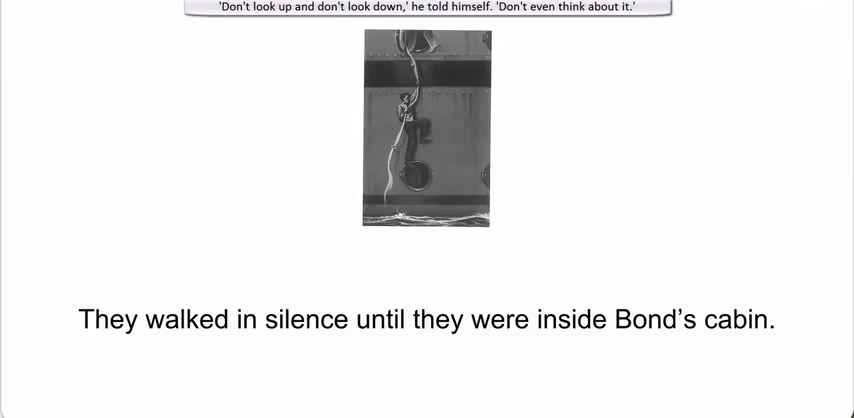 'Don't look up and don't look down,' he told himself. 'Don't even think about it.'
They walked in silence until they were inside Bond’s cabin.